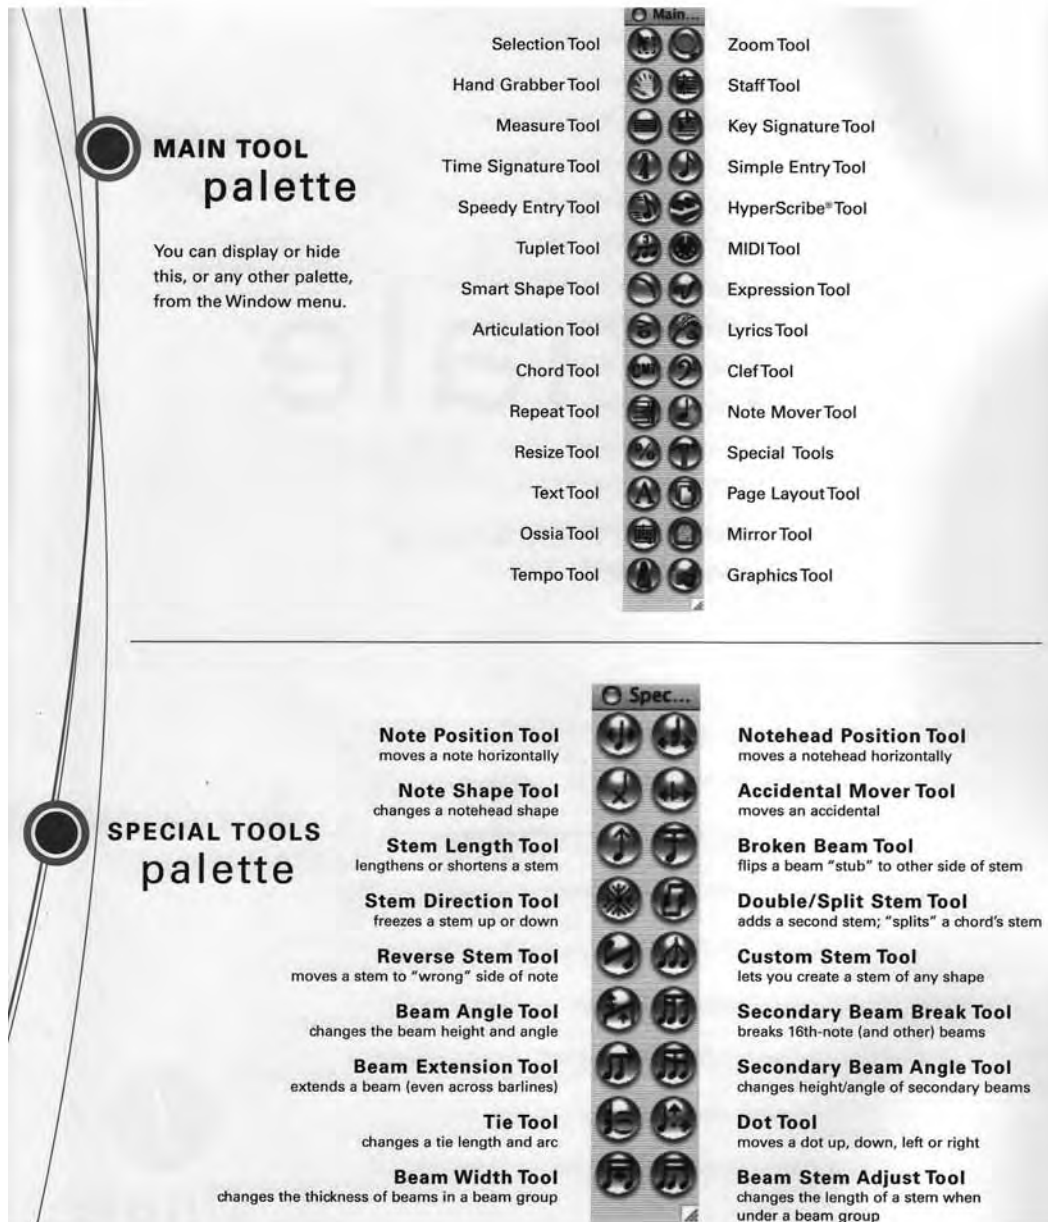 Main...
Selection Tool
Zoom Tool
Hand Grabber Tool
Staff Tool
Measure Tool
Key Signature Tool
Time Signature Tool
Simple Entry Tool
Speedy Entry Tool
HyperScribe® Tool
Tuplet Tool
MIDI Tool
Smart Shape Tool
Expression Tool
Articulation Tool
Lyrics Tool
Chord Tool
CM7
Clef Tool
Repeat Tool
Note Mover Tool
Resize Tool
%
Special Tools
Text Tool
A
Page Layout Tool
Ossia Tool
Mirror Tool
Tempo Tool
Graphics Tool
MAIN TOOL
palette
You can display or hide
this, or any other palette,
from the Window menu.
Spec...
SPECIAL TOOLS
palette
Note Position Tool
moves a note horizontally
Notehead Position Tool
moves a notehead horizontally
Note Shape Tool
changes a notehead shape
Accidental Mover Tool
moves an accidental
Stem Length Tool
lengthens or shortens a stem
Broken Beam Tool
flips a beam "stub" to other side of stem
Stem Direction Tool
freezes a stem up or down
Double/Split Stem Tool
adds a second stem; "splits" a chord's stem
Reverse Stem Tool
moves a stem to "wrong" side of note
Custom Stem Tool
lets you create a stem of any shape
Beam Angle Tool
changes the beam height and angle
Secondary Beam Break Tool
breaks 16th-note (and other) beams
Beam Extension Tool
extends a beam (even across barlines)
Secondary Beam Angle Tool
changes height/angle of secondary beams
Tie Tool
changes a tie length and arc
Dot Tool
moves a dot up, down, left or right
Beam Width Tool
changes the thickness of beams in a beam group
Beam Stem Adjust Tool
changes the length of a stem when
under a beam group